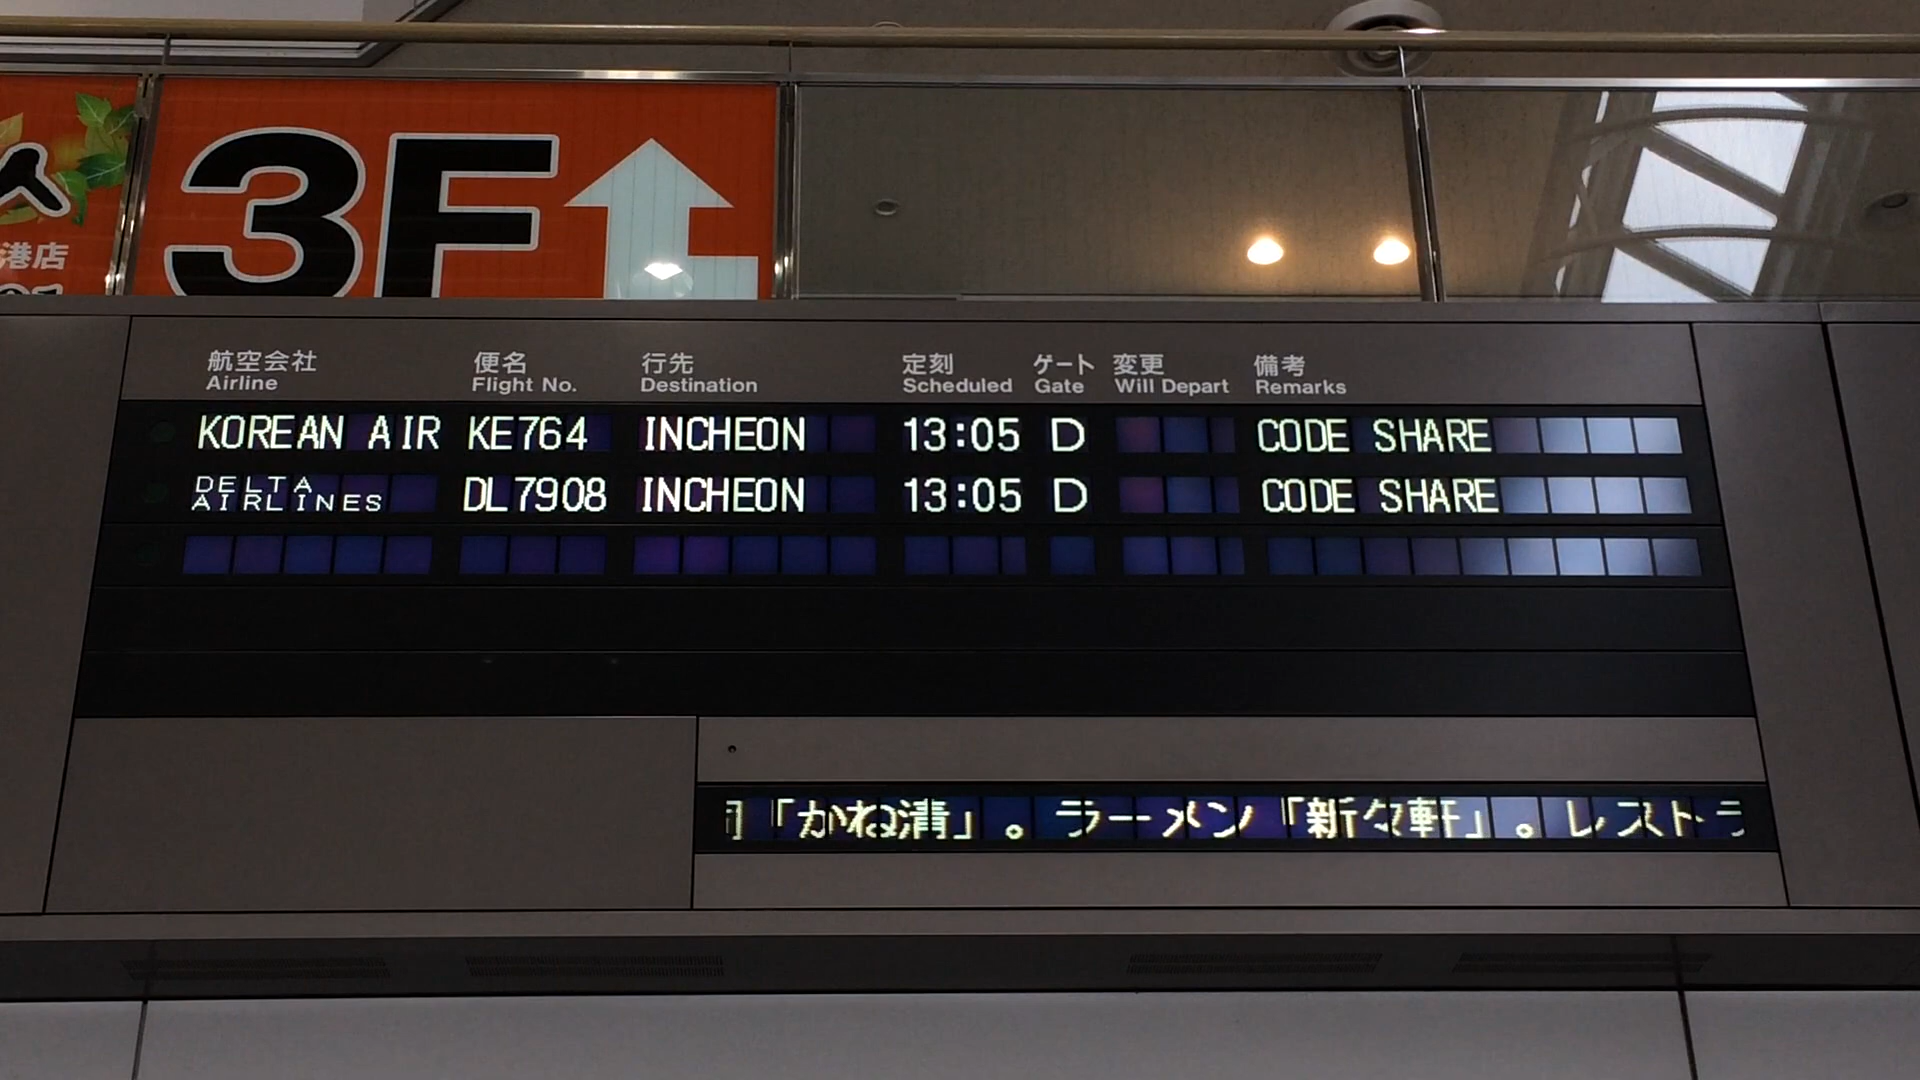 3F
港店
航空会社 便名 行先 定刻 ゲート 変更 備考
Airline Flight No. Destination Scheduled Gate Will Depart Remarks
KOREAN AIR KE764 INCHEON 13:05 D CODE SHARE
DELTA AIRLINES DL7908 INCHEON 13:05 D CODE SHARE
「かね清」。ラーメン「新々軒」。レストラ